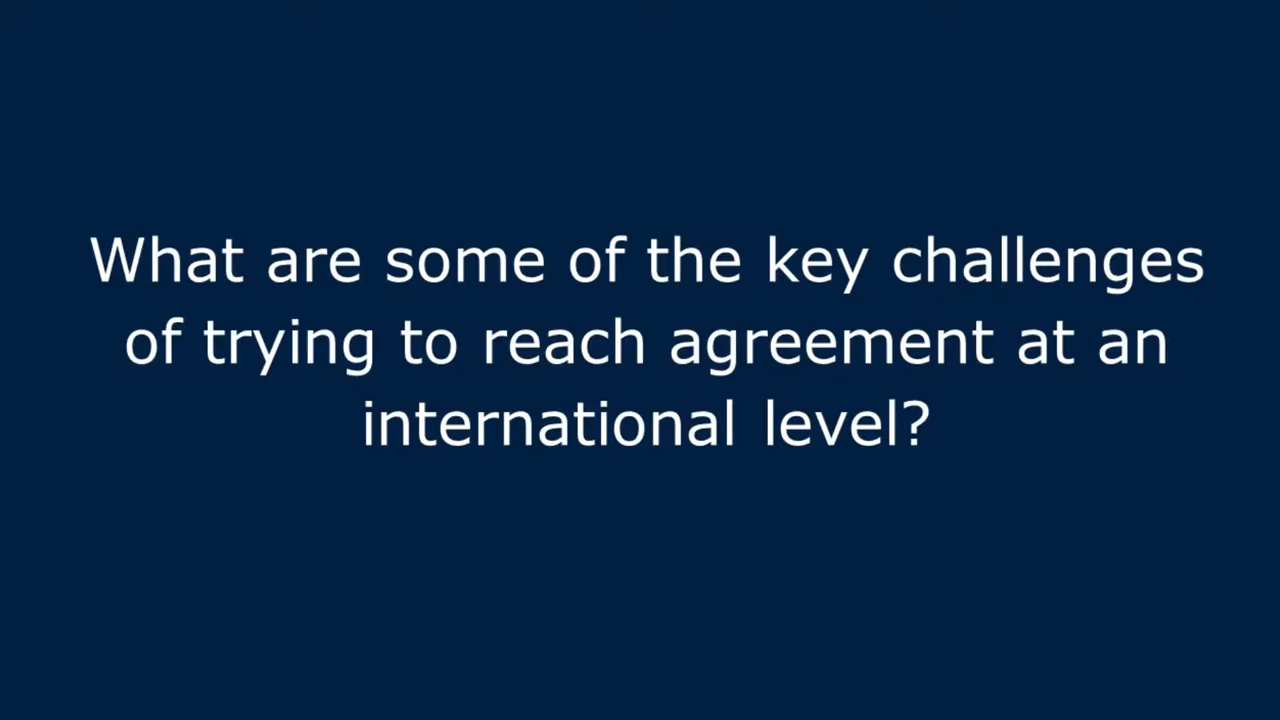 What are some of the key challenges
of trying to reach agreement at an
international level?